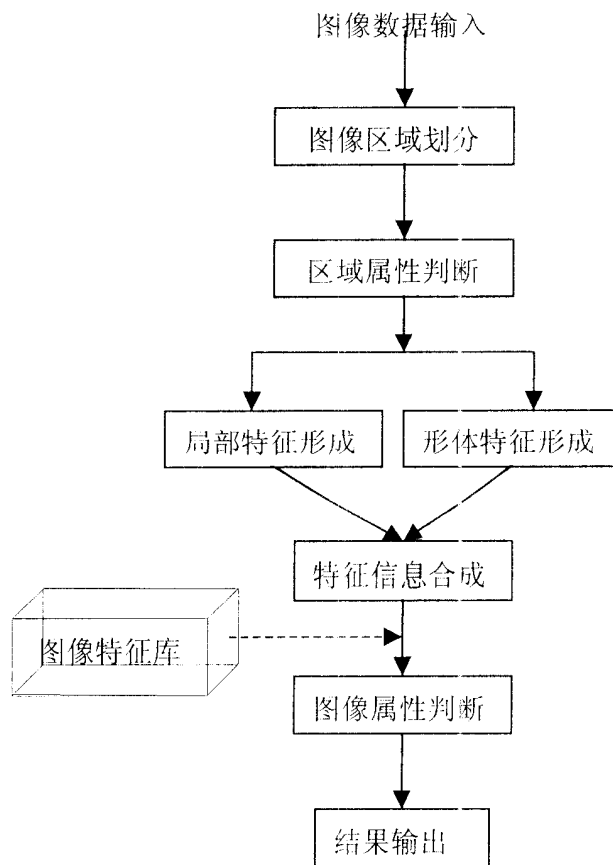 图像数据输入
图像区域划分
区域属性判断
局部特征形成
形体特征形成
特征信息合成
图像特征库
图像属性判断
结果输出